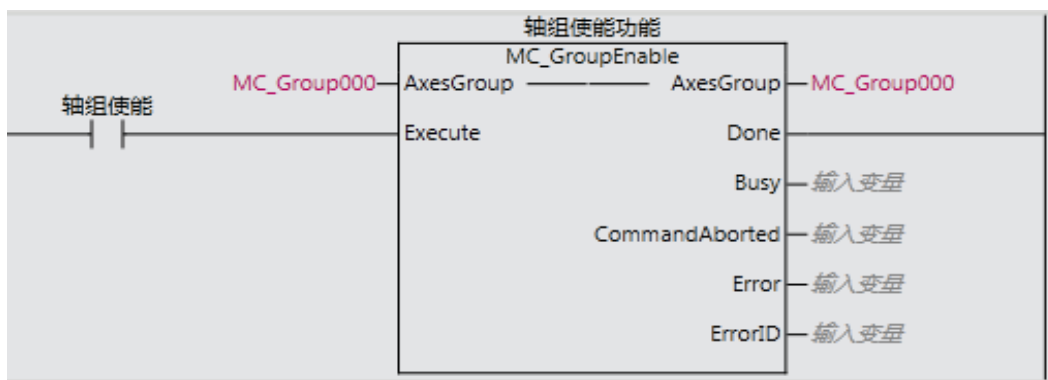 轴组使能功能
MC_GroupEnable
MC_Group000 AxesGroup AxesGroup MC_Group000
轴组使能
Execute Done
Busy 输入变量
CommandAborted 输入变量
Error 输入变量
ErrorID 输入变量